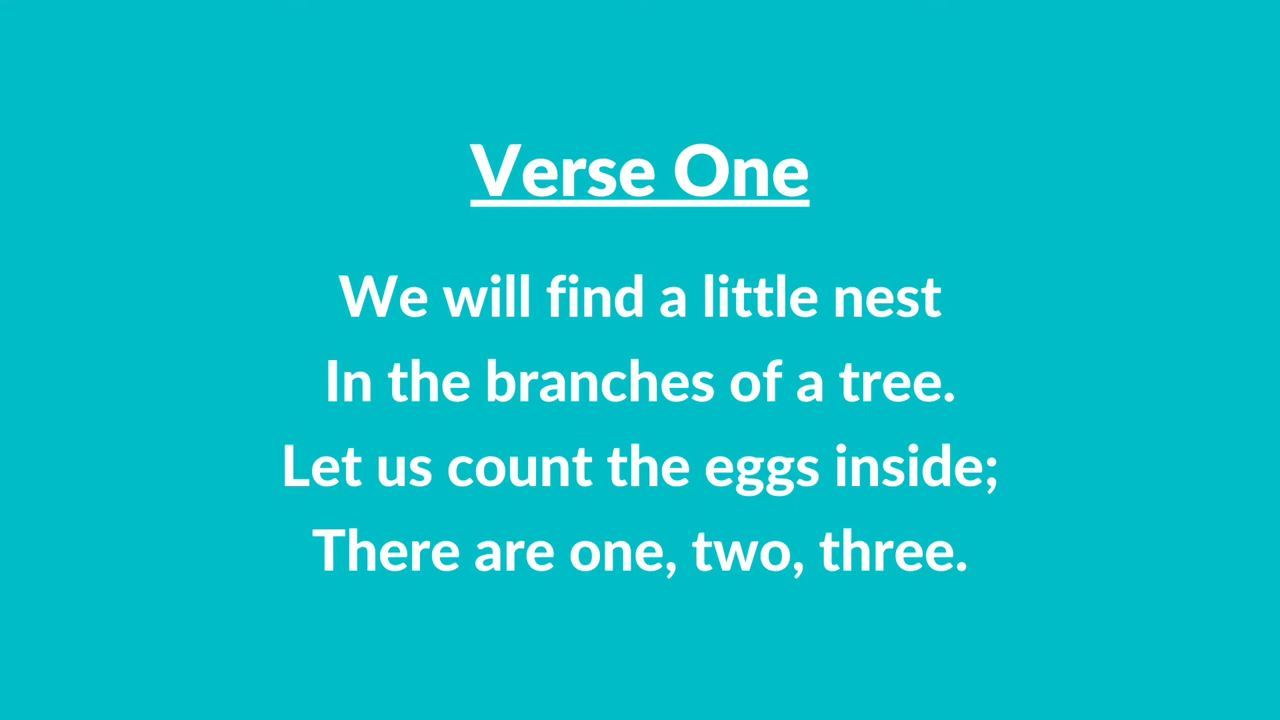 Verse One
We will find a little nest
In the branches of a tree.
Let us count the eggs inside;
There are one, two, three.